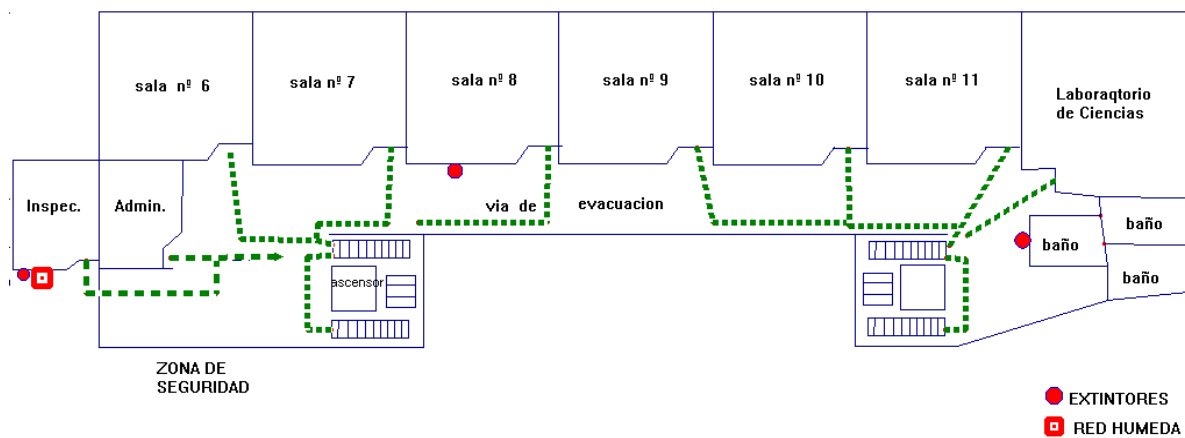 sala nº 6
sala nº 7
sala nº 8
sala nº 9
sala nº 10
sala nº 11
Laboraqtorio
de Ciencias
Inspec.
Admin.
via de
evacuacion
baño
baño
baño
ascensor
ZONA DE
SEGURIDAD
EXTINTORES
RED HUMEDA